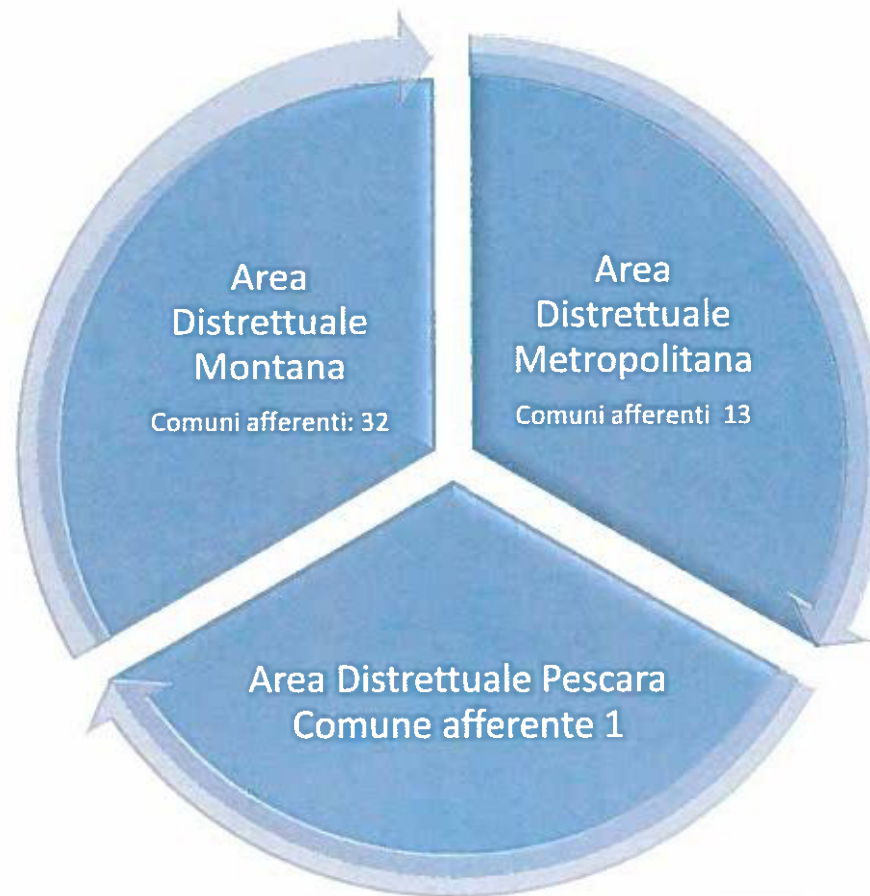 Area
Distrettuale
Montana
Comuni afferenti: 32
Area
Distrettuale
Metropolitana
Comuni afferenti 13
Area Distrettuale Pescara
Comune afferente 1